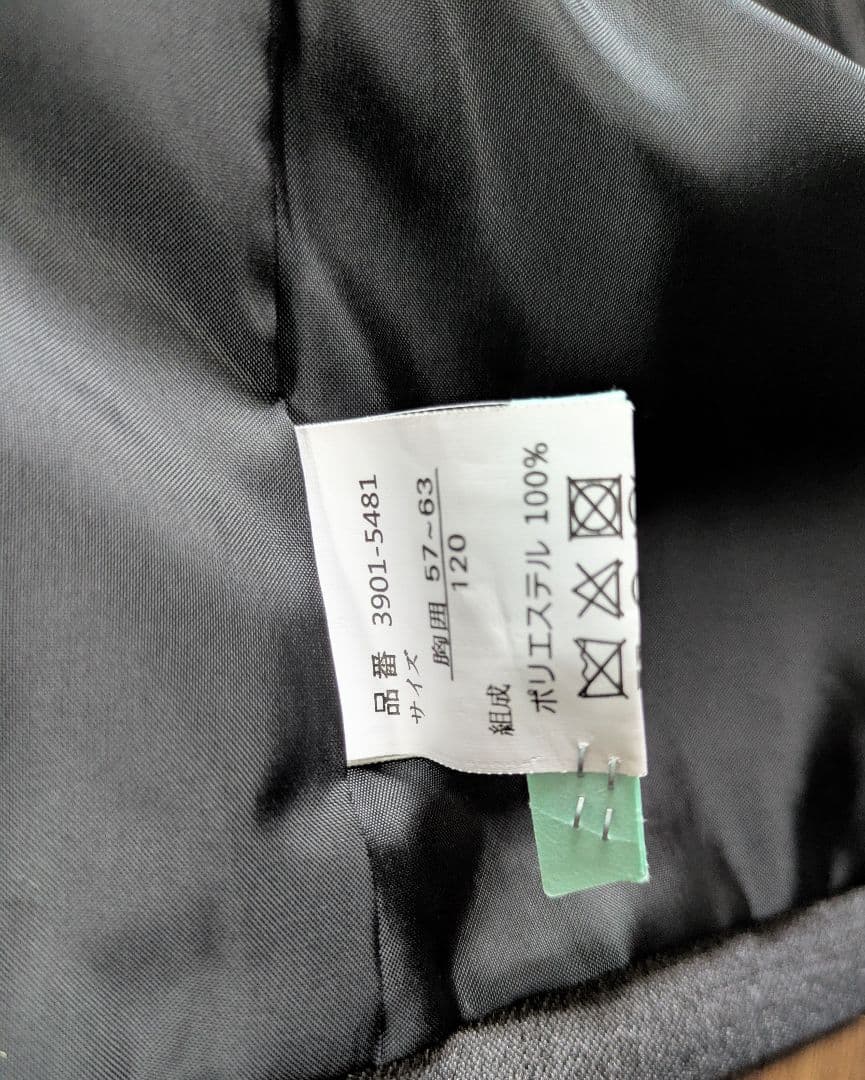 品番 3901-5481
サイズ
胸囲 57~63
120
組成
ポリエステル 100%